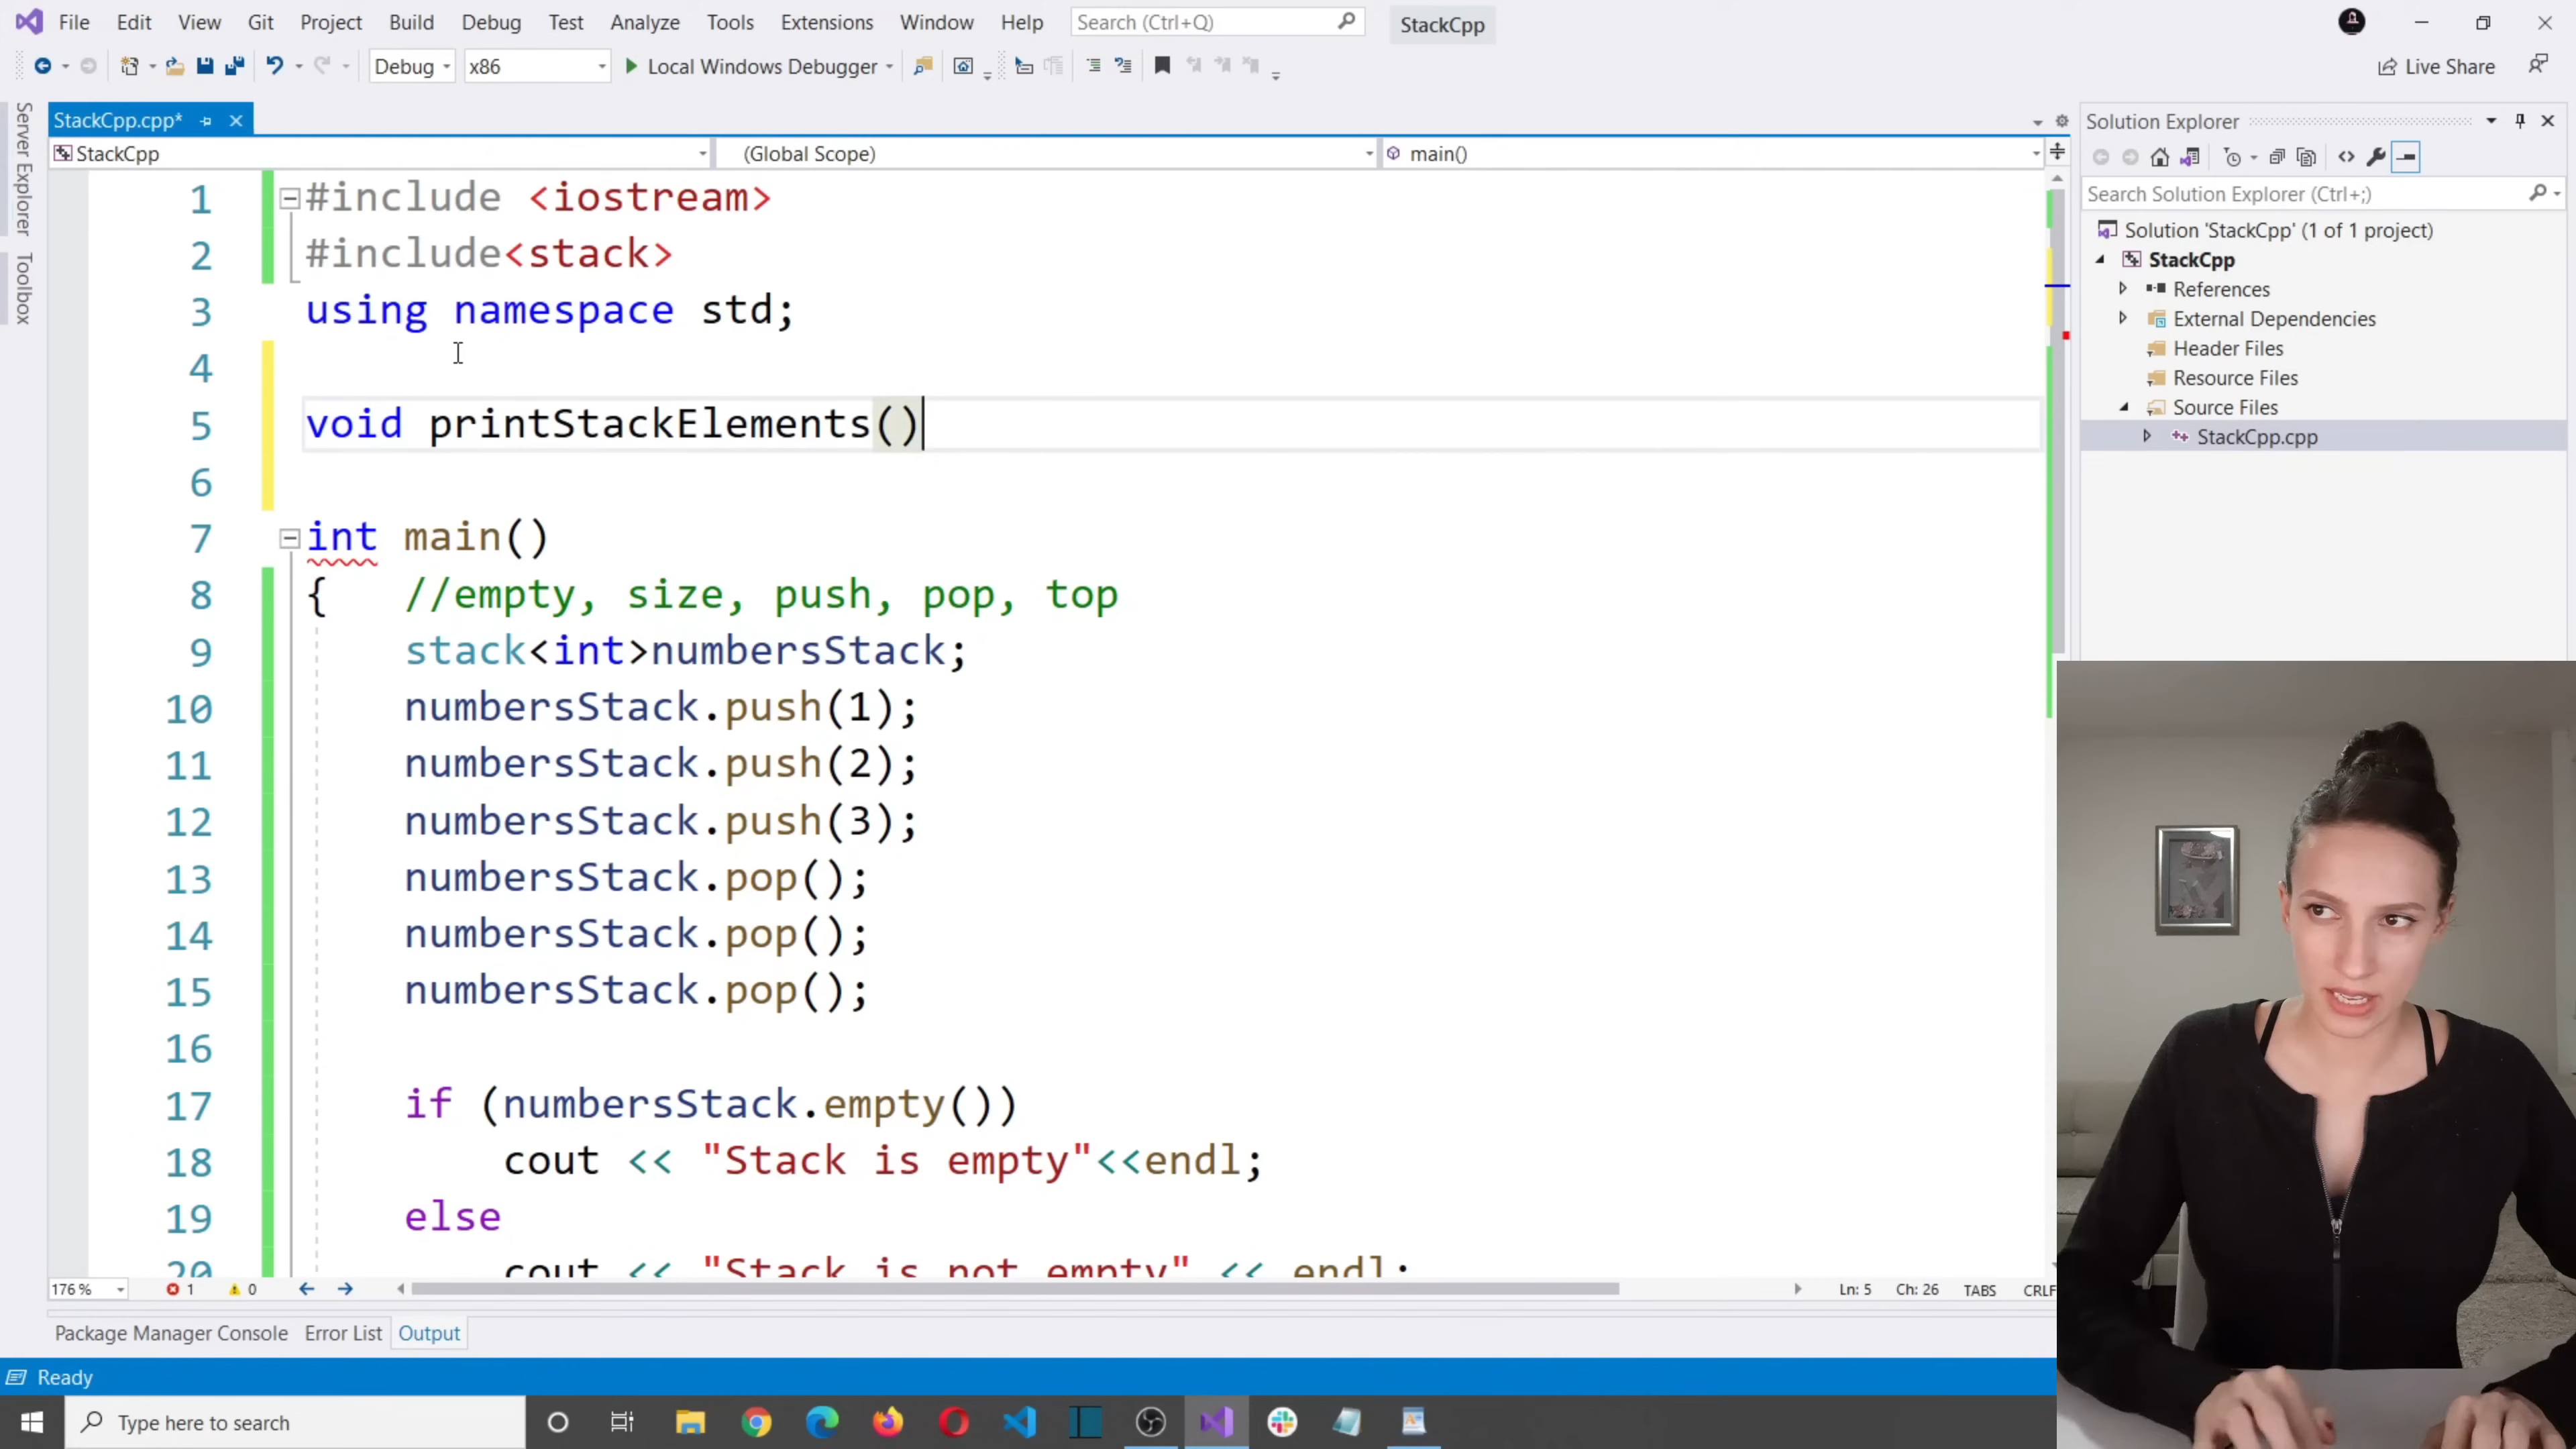 File Edit View Git Project Build Debug Test Analyze Tools Extensions Window Help Search (Ctrl+Q) StackCpp
Debug x86 Local Windows Debugger Live Share
Server Explorer
Toolbox
StackCpp.cpp*
StackCpp (Global Scope) main()
1 #include <iostream>
2 #include<stack>
3 using namespace std;
4
5 void printStackElements()
6
7 int main()
8 { //empty, size, push, pop, top
9 stack<int>numbersStack;
10 numbersStack.push(1);
11 numbersStack.push(2);
12 numbersStack.push(3);
13 numbersStack.pop();
14 numbersStack.pop();
15 numbersStack.pop();
16
17 if (numbersStack.empty())
18 cout << "Stack is empty"<<endl;
19 else
20 cout << "Stack is not empty" << endl;
176 % 1 0 Ln: 5 Ch: 26 TABS CRLF
Package Manager Console Error List Output
Ready
Type here to search
Solution Explorer
Search Solution Explorer (Ctrl+;)
Solution 'StackCpp' (1 of 1 project)
StackCpp
References
External Dependencies
Header Files
Resource Files
Source Files
StackCpp.cpp